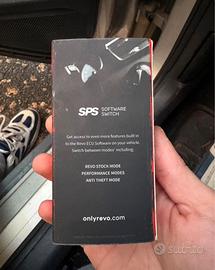 SPS SOFTWARE
SWITCH
Get access to even more features built in
to the Revo ECU Software on your vehicle.
Switch between modes' including:
REVO STOCK MODE
PERFORMANCE MODES
ANTI THEFT MODE
onlyrevo.com
subito